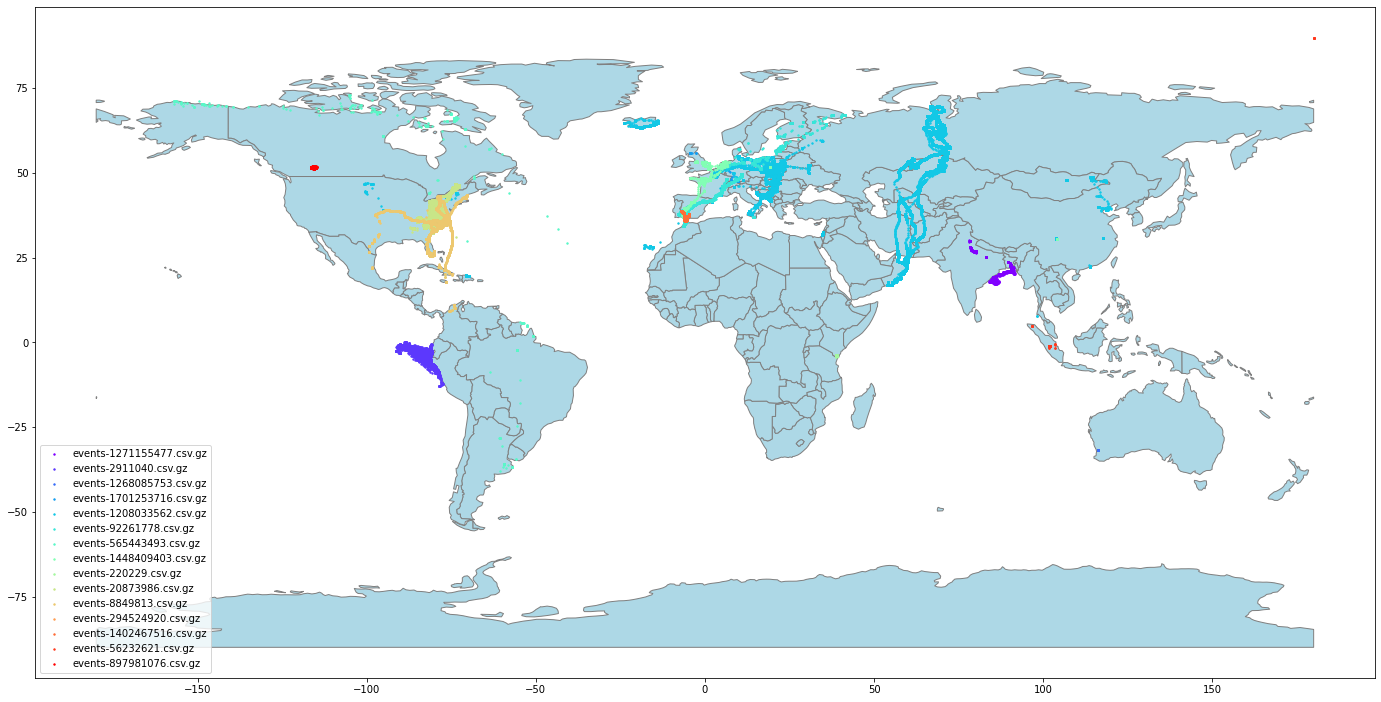 75
50
25
0
−25
−50
−75
events-1271155477.csv.gz
events-2911040.csv.gz
events-1268085753.csv.gz
events-1701253716.csv.gz
events-1208033562.csv.gz
events-92261778.csv.gz
events-565443493.csv.gz
events-1448409403.csv.gz
events-220229.csv.gz
events-20873986.csv.gz
events-8849813.csv.gz
events-294524920.csv.gz
events-1402467516.csv.gz
events-56232621.csv.gz
events-897981076.csv.gz
−150 −100 −50 0 50 100 150